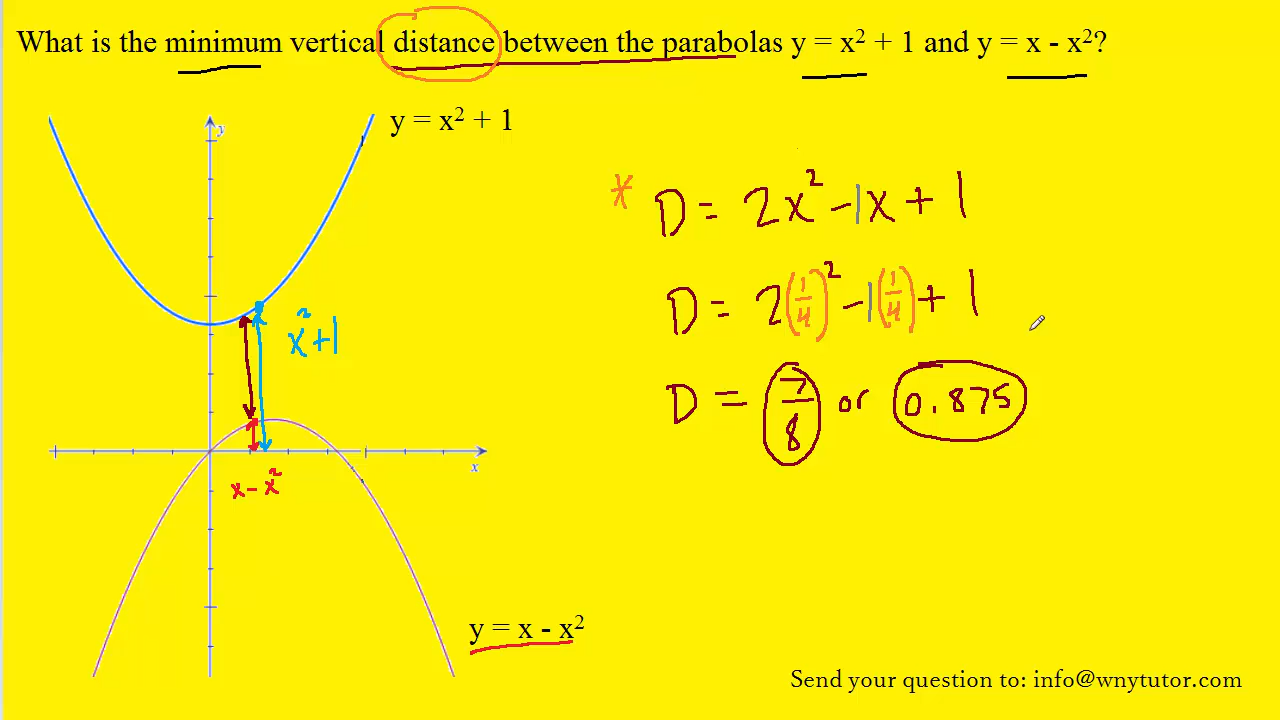 What is the minimum vertical distance between the parabolas y = x² + 1 and y = x - x²?
y = x² + 1
y
* D = 2x² - 1x + 1
D = 2(1/4)² - 1(1/4) + 1
x² + 1
D = 7/8 or 0.875
x
x - x²
y = x - x²
Send your question to: info@wnytutor.com